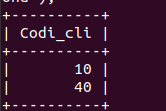 +----------+
| Codi_cli |
+----------+
|       10 |
|       40 |
+----------+